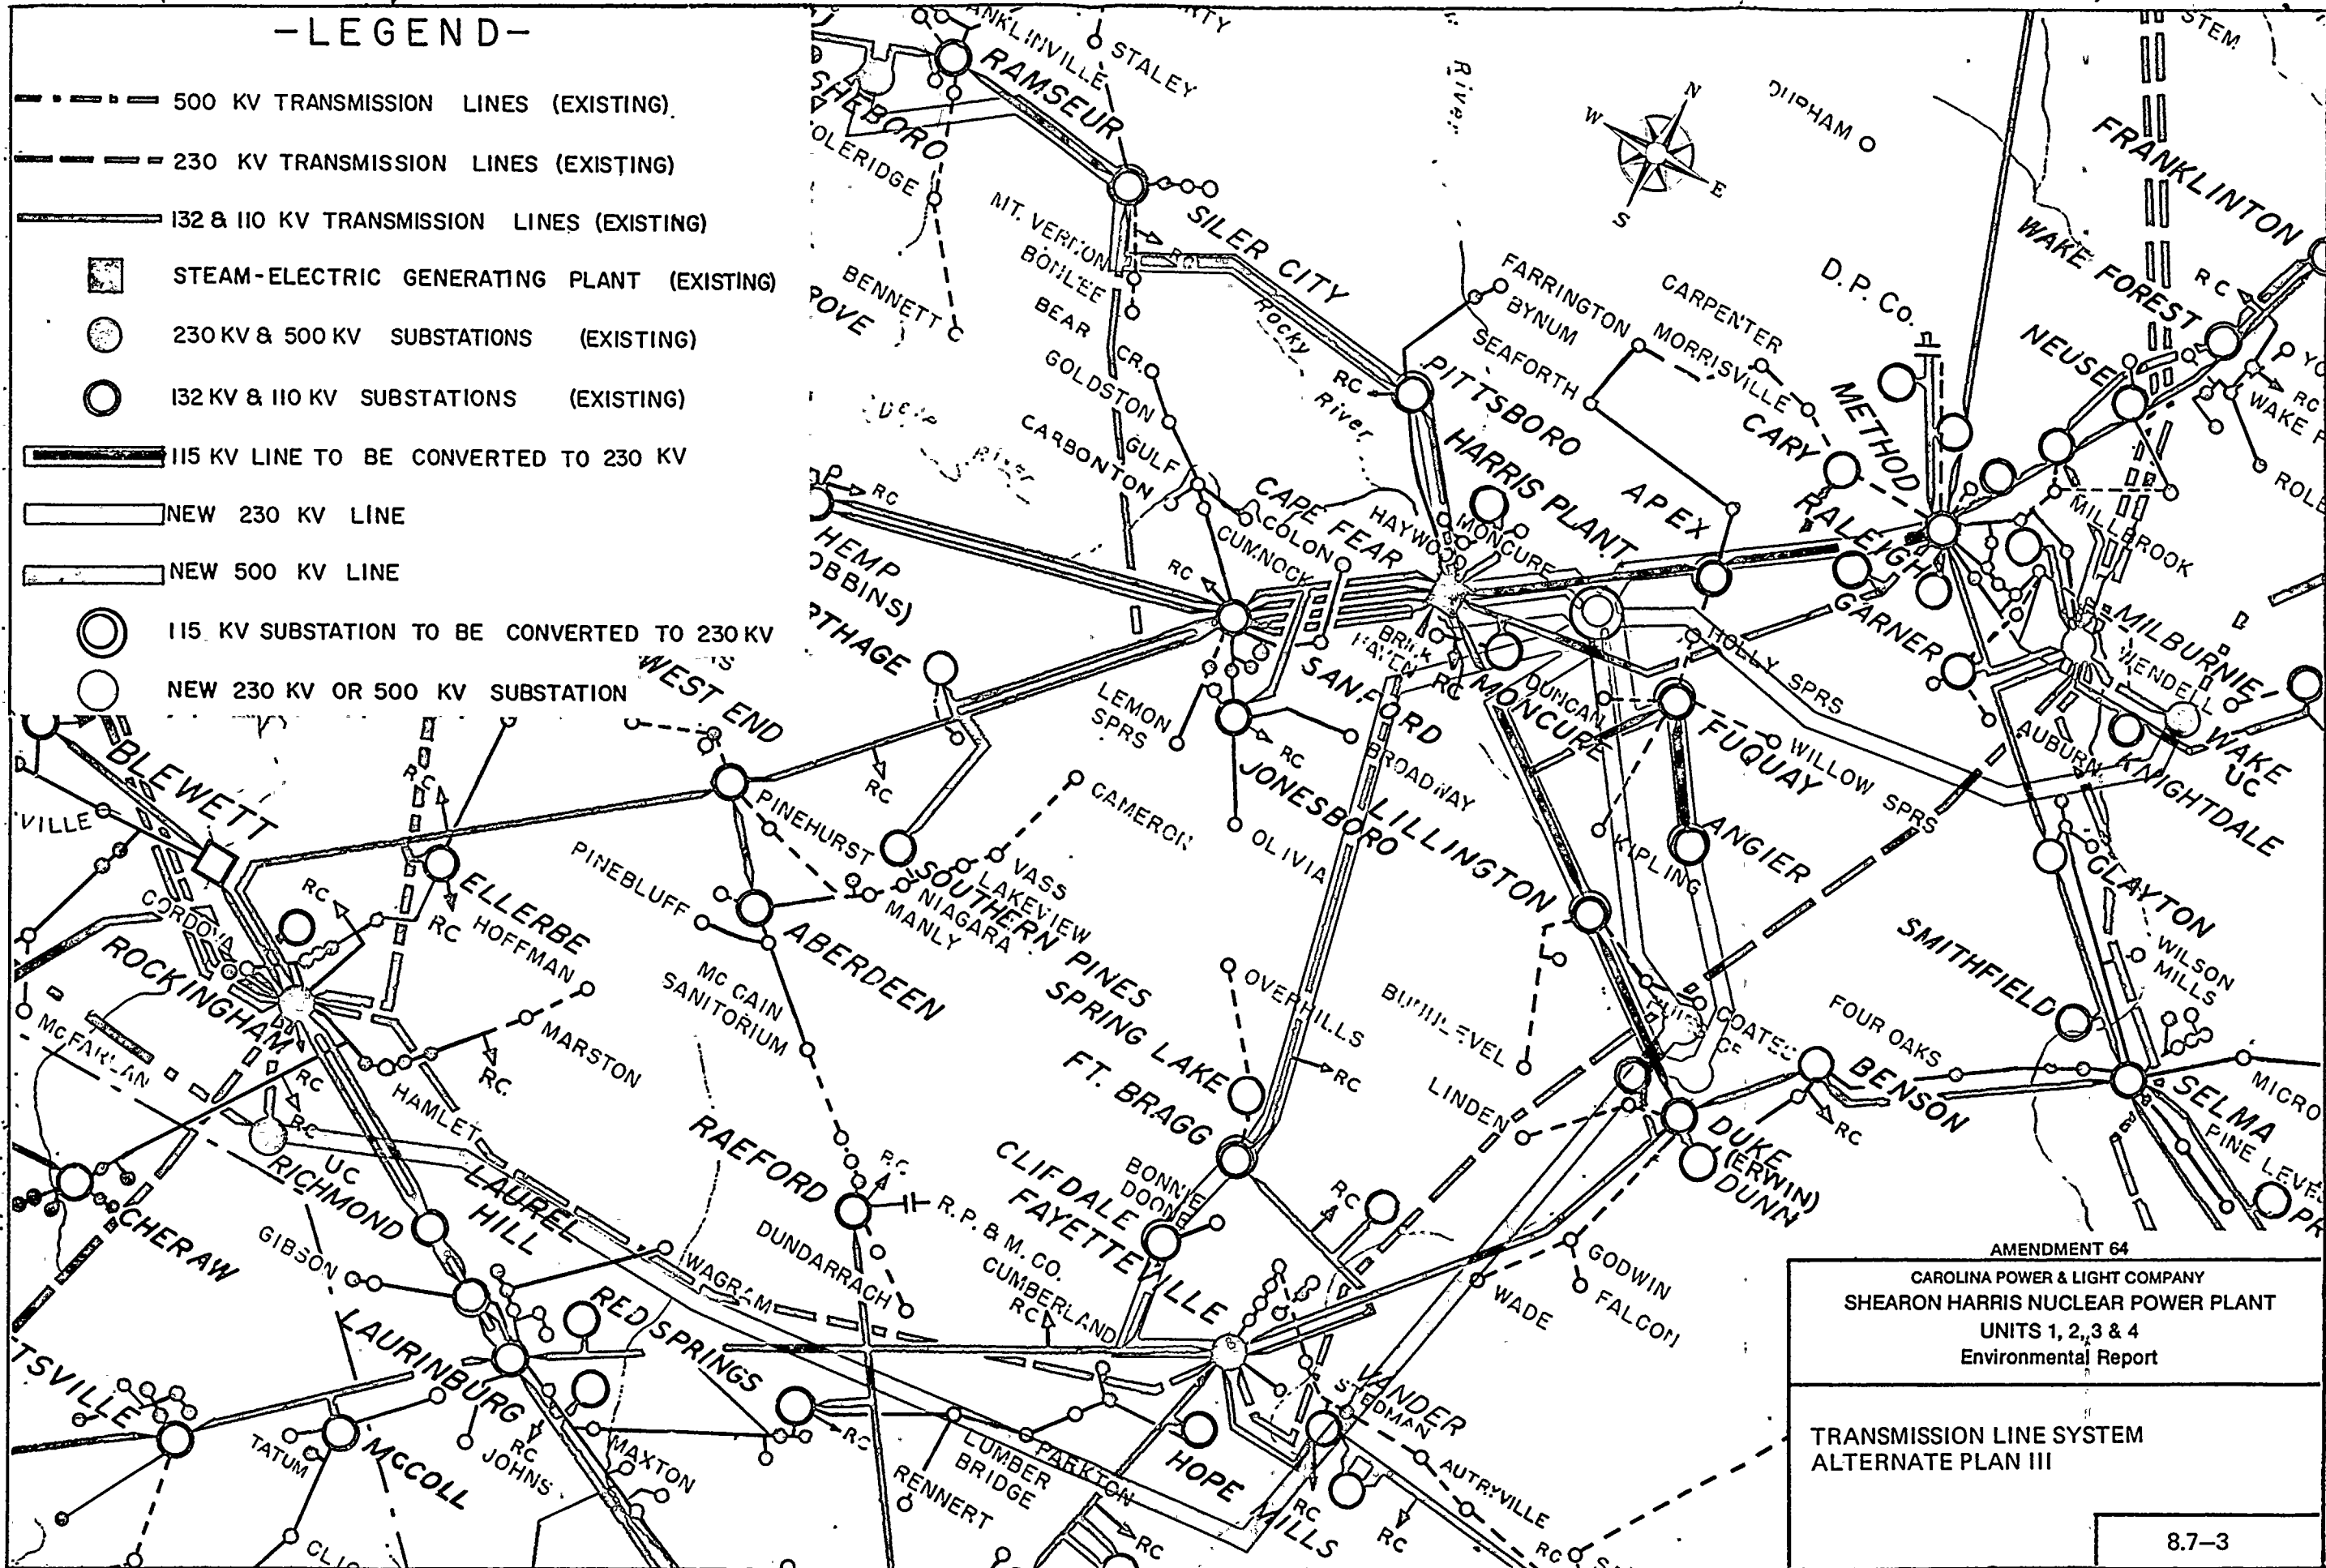 -LEGEND-
500 KV TRANSMISSION LINES (EXISTING).
230 KV TRANSMISSION LINES (EXISTING)
132 & 110 KV TRANSMISSION LINES (EXISTING)
STEAM-ELECTRIC GENERATING PLANT (EXISTING)
230 KV & 500 KV SUBSTATIONS (EXISTING)
132 KV & 110 KV SUBSTATIONS (EXISTING)
115 KV LINE TO BE CONVERTED TO 230 KV
NEW 230 KV LINE
NEW 500 KV LINE
115 KV SUBSTATION TO BE CONVERTED TO 230 KV
NEW 230 KV OR 500 KV SUBSTATION
STALEY
RAMSEUR
SILER CITY
MT. VERNON
BONLEE
BEAR
CR.
BENNETT
GOLDSTON
CARBONTON
GULF
Rocky
River
River
River
N
W
E
S
DURHAM
FRANKLINTON
WAKE FOREST
NEUSE
D.P. Co.
FARRINGTON
BYNUM
SEAFORTH
CARPENTER
MORRISVILLE
PITTSBORO
HARRIS PLANT
CARY
METHOD
RALEIGH
APEX
CAPE FEAR
HAYWOOD
MONCURE
COLON
CUMNOCK
HEMP
WEST END
SANFORD
LEMON
SPRS
JONESBORO
BROADWAY
OLIVIA
MONCURE
DUNCAN
HOLLY SPRS
GARNER
MILLBROOK
MILBURNIE
WENDELL
WAKE
UC
KNIGHTDALE
AUBURN
CLAYTON
FUQUAY
WILLOW SPRS
KIPLING
ANGIER
LILLINGTON
BLEWETT
CORDOVA
ROCKINGHAM
ELLERBE
HOFFMAN
MARSTON
HAMLET
PINEHURST
PINEBLUFF
ABERDEEN
CAMERON
VASS
LAKEVIEW
NIAGARA
MANLY
SOUTHERN PINES
MC CAIN
SANITORIUM
SPRING LAKE
OVERHILLS
FT. BRAGG
LINDEN
COATES
FOUR OAKS
SMITHFIELD
WILSON
MILLS
BENSON
SELMA
MICRO
DUKE
(ERWIN)
DUNN
RAEFORD
R.P. & M. CO.
CLIFDALE
BONNIE
DOONE
FAYETTEVILLE
CUMBERLAND
DUNDARRACH
WADE
GODWIN
FALCON
UC
RICHMOND
LAUREL
HILL
CHERAW
GIBSON
WAGRAM
LAURINBURG
RED SPRINGS
TATUM
MCCOLL
JOHNS
MAXTON
RENNERT
LUMBER
BRIDGE
PARKTON
HOPE MILLS
VANDER
STEDMAN
AUTRYVILLE
RC
AMENDMENT 64
CAROLINA POWER & LIGHT COMPANY
SHEARON HARRIS NUCLEAR POWER PLANT
UNITS 1, 2, 3 & 4
Environmental Report
TRANSMISSION LINE SYSTEM
ALTERNATE PLAN III
8.7-3